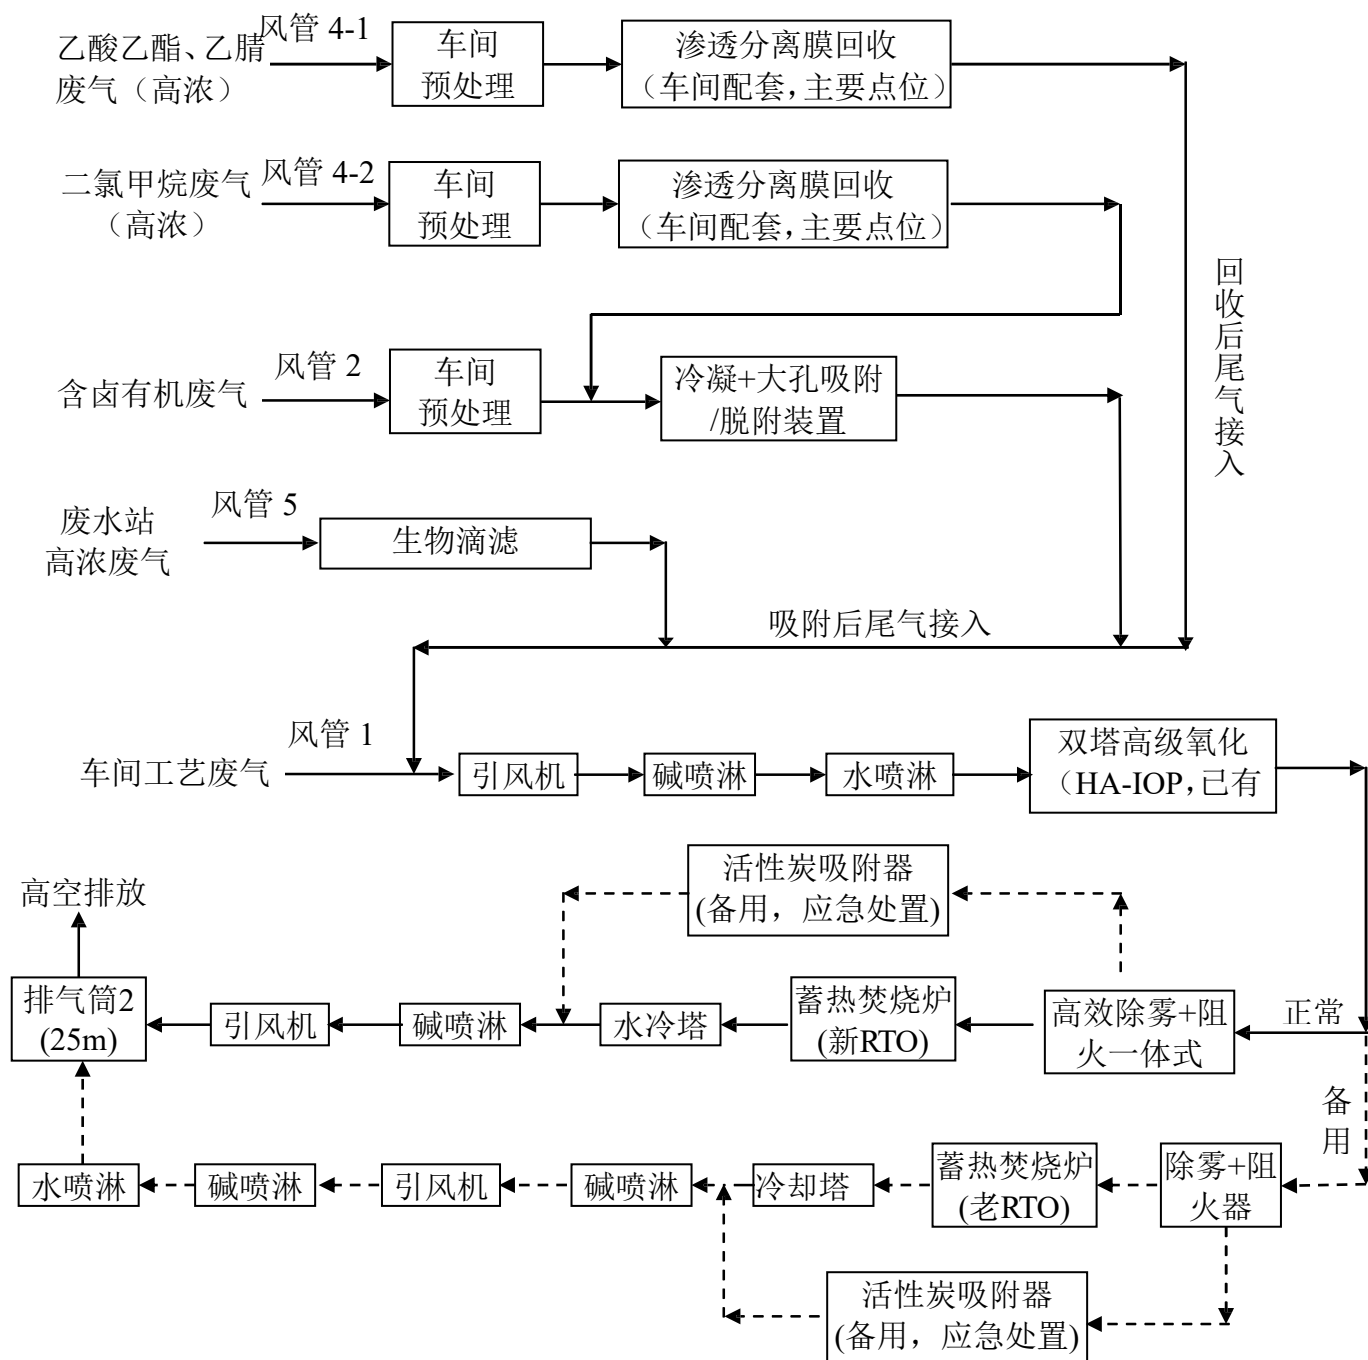 风管 4-1
乙酸乙酯、乙腈
废气（高浓）
车间
预处理
渗透分离膜回收
（车间配套,主要点位）
风管 4-2
二氯甲烷废气
（高浓）
车间
预处理
渗透分离膜回收
（车间配套,主要点位）
回收后尾气接入
风管 2
含卤有机废气
车间
预处理
冷凝+大孔吸附
/脱附装置
风管 5
废水站
高浓废气
生物滴滤
吸附后尾气接入
风管 1
车间工艺废气
引风机
碱喷淋
水喷淋
双塔高级氧化
（HA-IOP,已有
高空排放
活性炭吸附器
(备用，应急处置)
排气筒2
(25m)
引风机
碱喷淋
水冷塔
蓄热焚烧炉
(新RTO)
高效除雾+阻
火一体式
正常
备用
水喷淋
碱喷淋
引风机
碱喷淋
冷却塔
蓄热焚烧炉
(老RTO)
除雾+阻
火器
活性炭吸附器
(备用，应急处置)